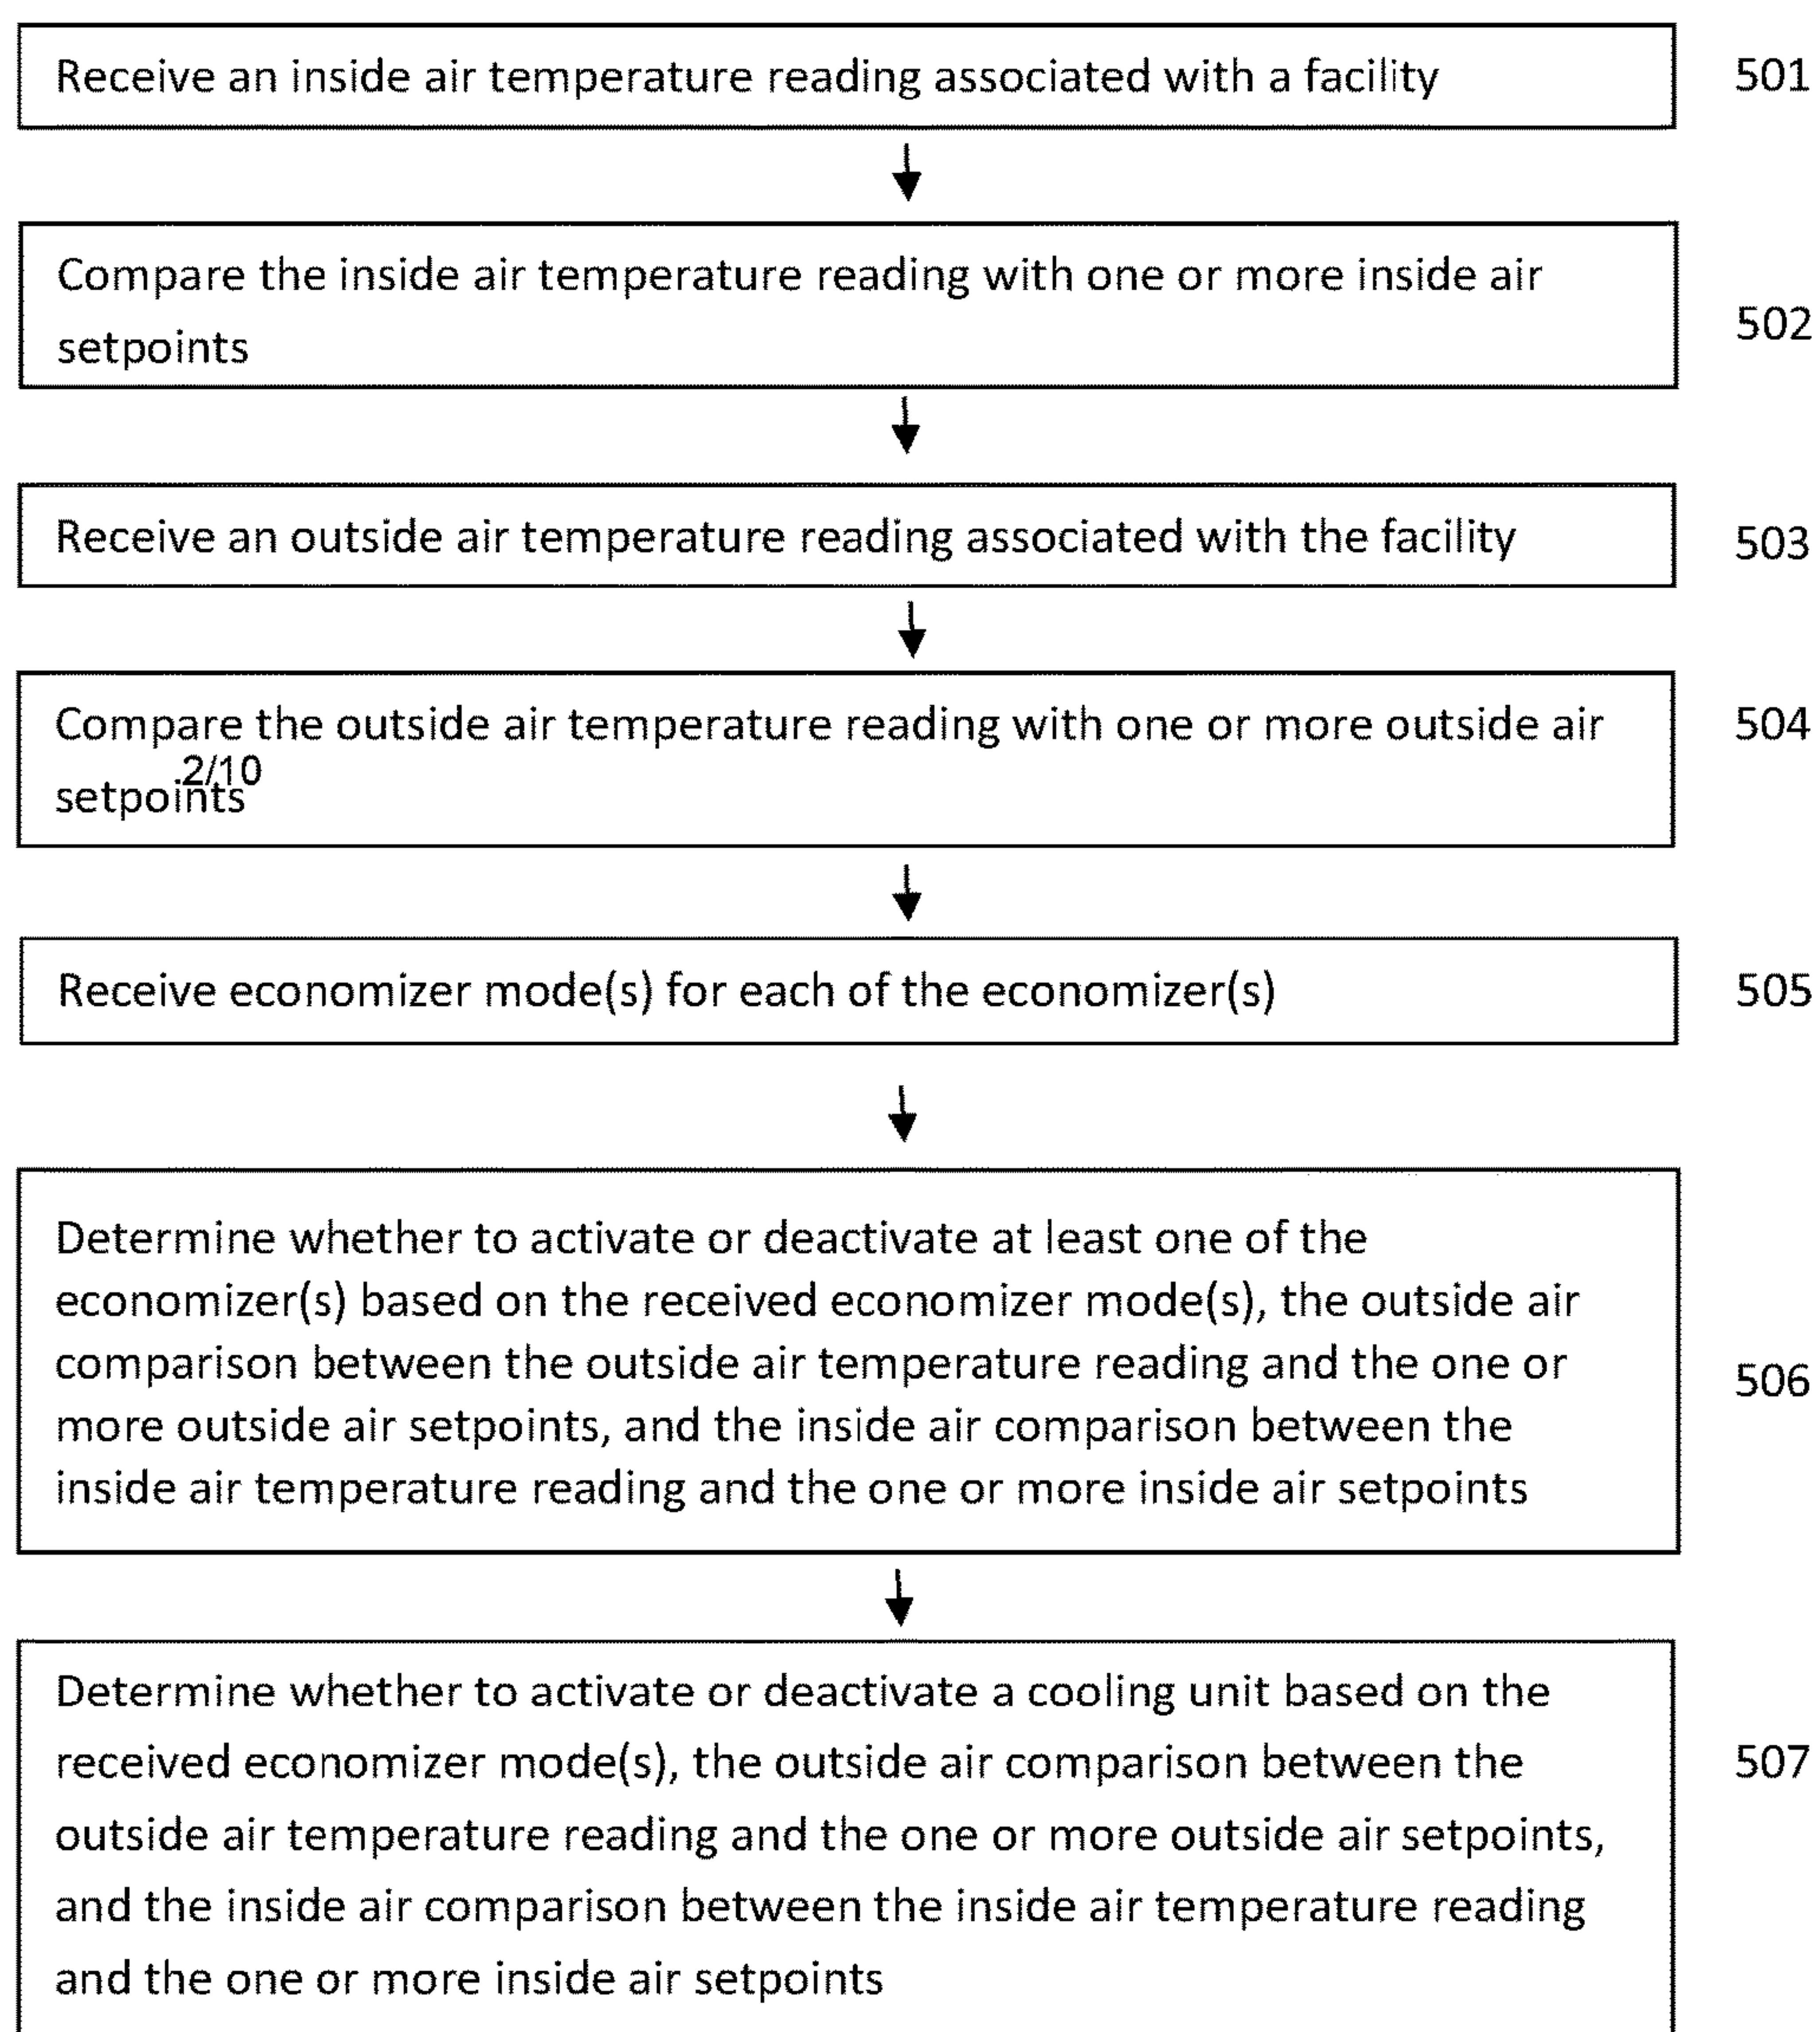 Receive an inside air temperature reading associated with a facility
501
Compare the inside air temperature reading with one or more inside air
setpoints
502
Receive an outside air temperature reading associated with the facility
503
Compare the outside air temperature reading with one or more outside air
504
.2/10
setpoints
Receive economizer mode(s) for each of the economizer(s)
505
Determine whether to activate or deactivate at least one of the
economizer(s) based on the received economizer mode(s), the outside air
comparison between the outside air temperature reading and the one or
more outside air setpoints, and the inside air comparison between the
inside air temperature reading and the one or more inside air setpoints
506
Determine whether to activate or deactivate a cooling unit based on the
received economizer mode(s), the outside air comparison between the
outside air temperature reading and the one or more outside air setpoints,
and the inside air comparison between the inside air temperature reading
and the one or more inside air setpoints
507